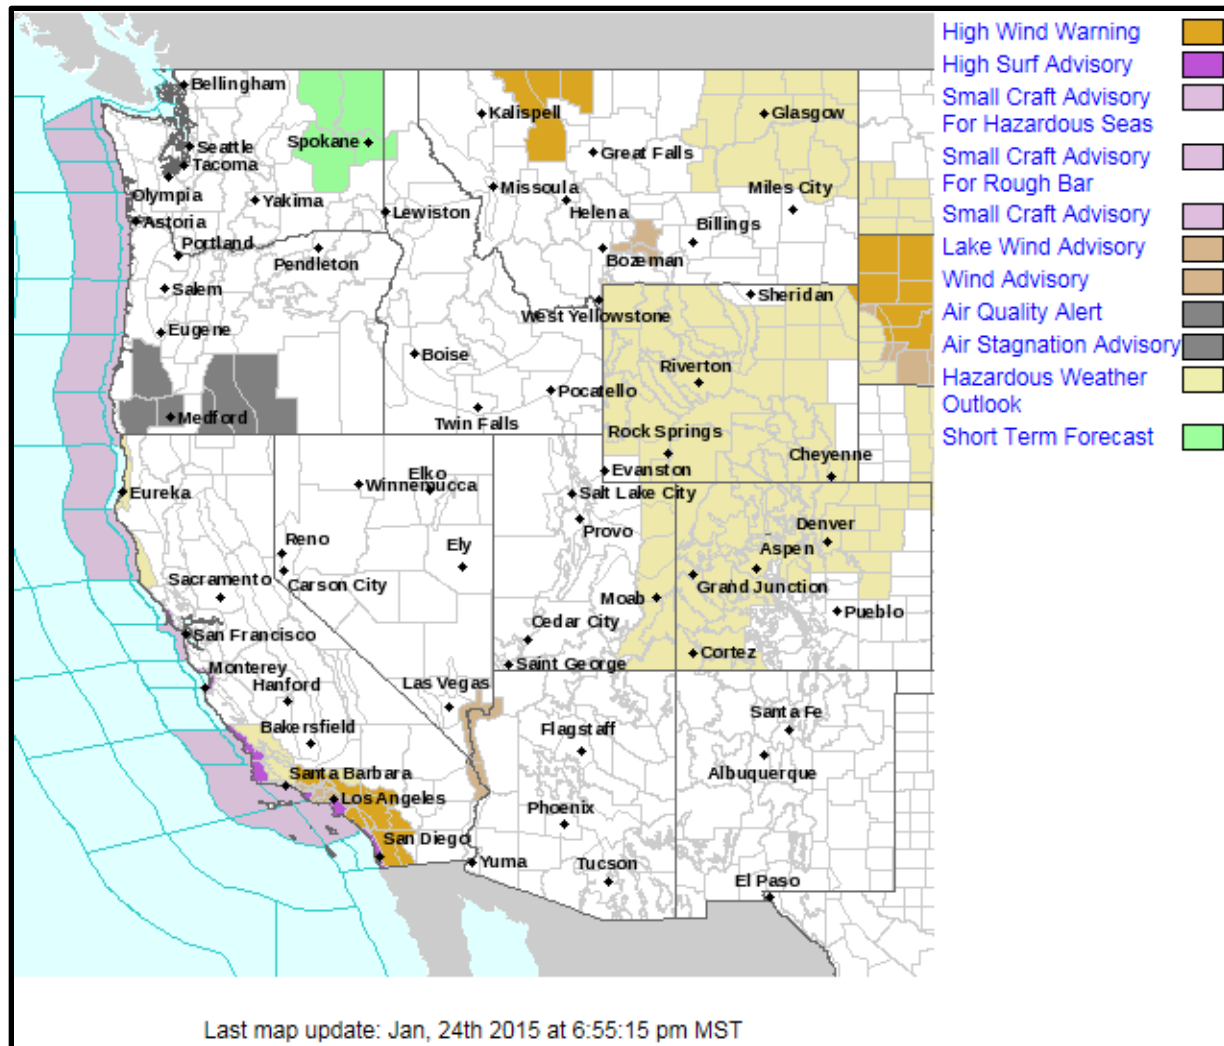 High Wind Warning
High Surf Advisory
Small Craft Advisory
For Hazardous Seas
Small Craft Advisory
For Rough Bar
Small Craft Advisory
Lake Wind Advisory
Wind Advisory
Air Quality Alert
Air Stagnation Advisory
Hazardous Weather
Outlook
Short Term Forecast
Bellingham
Seattle
Tacoma
Olympia
Astoria
Portland
Salem
Eugene
Medford
Yakima
Spokane
Pendleton
Lewiston
Kalispell
Missoula
Great Falls
Helena
Bozeman
Billings
Miles City
Glasgow
West Yellowstone
Sheridan
Boise
Twin Falls
Pocatello
Riverton
Rock Springs
Evanston
Cheyenne
Eureka
Winnemucca
Elko
Reno
Carson City
Ely
Salt Lake City
Provo
Moab
Cedar City
Saint George
Denver
Aspen
Grand Junction
Pueblo
Cortez
Sacramento
San Francisco
Monterey
Hanford
Bakersfield
Las Vegas
Santa Barbara
Los Angeles
San Diego
Yuma
Flagstaff
Phoenix
Tucson
Santa Fe
Albuquerque
El Paso
Last map update: Jan, 24th 2015 at 6:55:15 pm MST